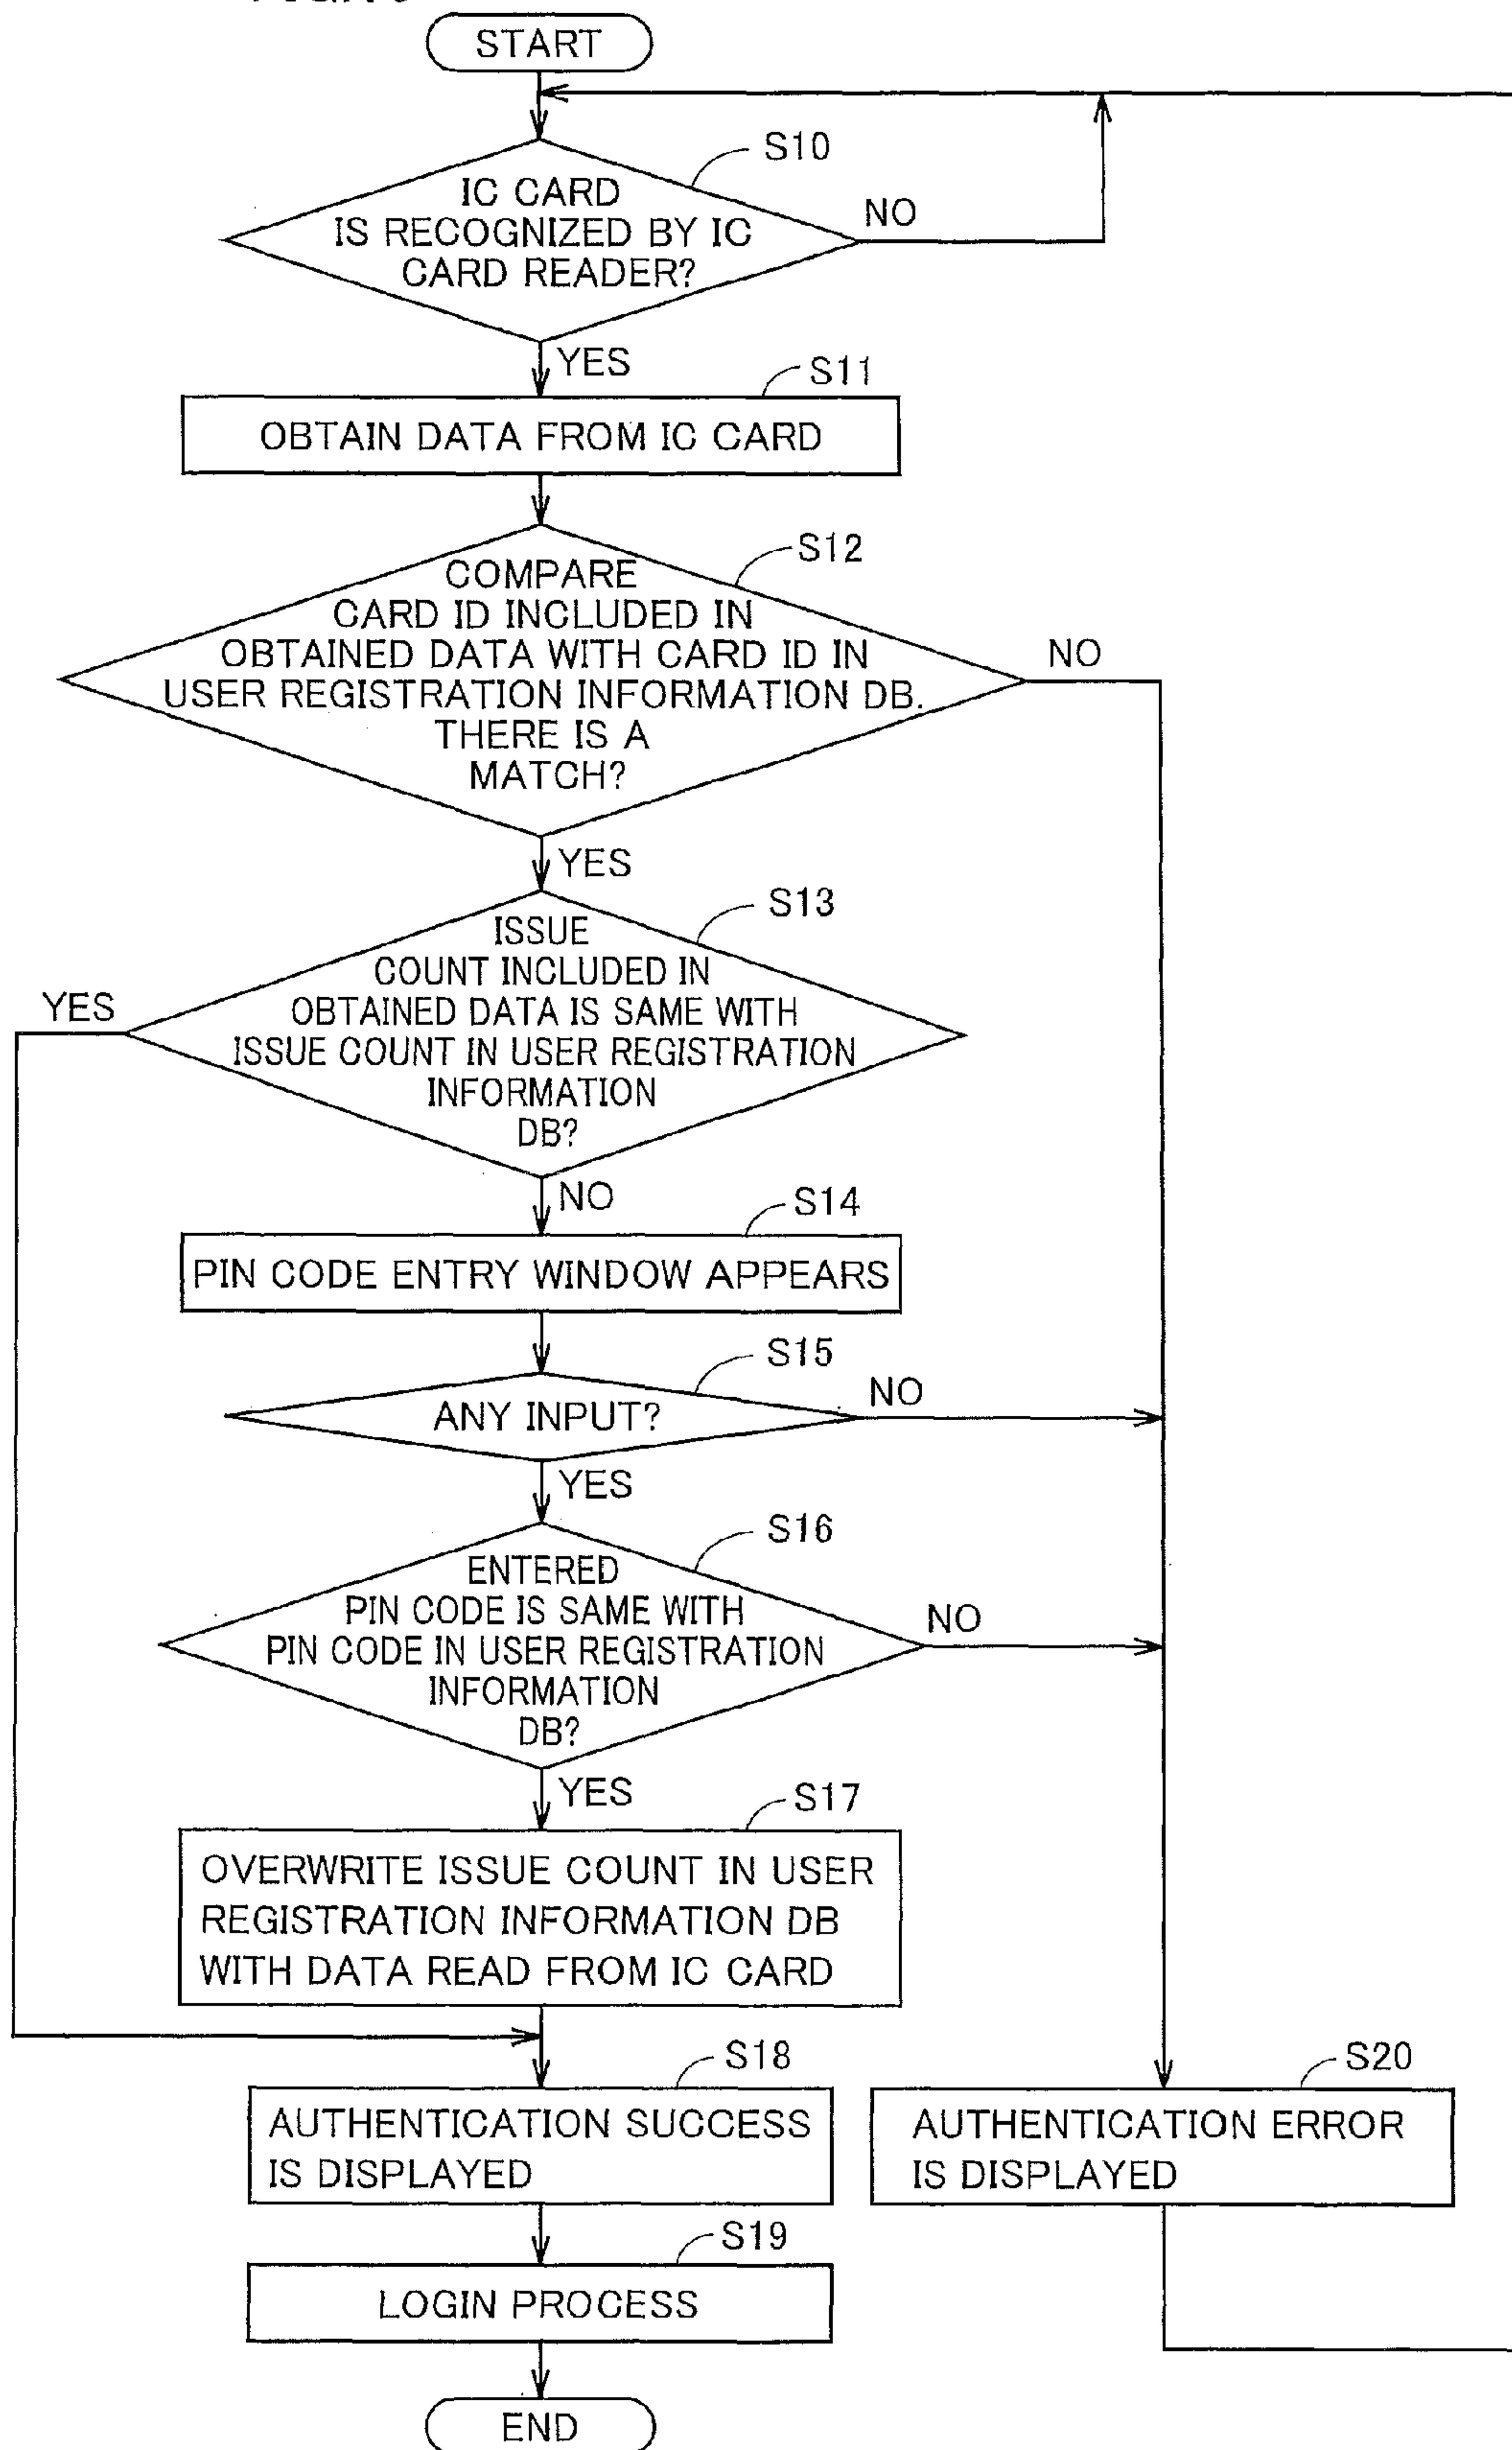 START
S10
IC CARD
IS RECOGNIZED BY IC
CARD READER?
NO
YES
S11
OBTAIN DATA FROM IC CARD
S12
COMPARE
CARD ID INCLUDED IN
OBTAINED DATA WITH CARD ID IN
USER REGISTRATION INFORMATION DB.
THERE IS A
MATCH?
NO
YES
S13
ISSUE
COUNT INCLUDED IN
OBTAINED DATA IS SAME WITH
ISSUE COUNT IN USER REGISTRATION
INFORMATION
DB?
YES
NO
S14
PIN CODE ENTRY WINDOW APPEARS
S15
ANY INPUT?
NO
YES
S16
ENTERED
PIN CODE IS SAME WITH
PIN CODE IN USER REGISTRATION
INFORMATION
DB?
NO
YES
S17
OVERWRITE ISSUE COUNT IN USER
REGISTRATION INFORMATION DB
WITH DATA READ FROM IC CARD
S18
AUTHENTICATION SUCCESS
IS DISPLAYED
S20
AUTHENTICATION ERROR
IS DISPLAYED
S19
LOGIN PROCESS
END